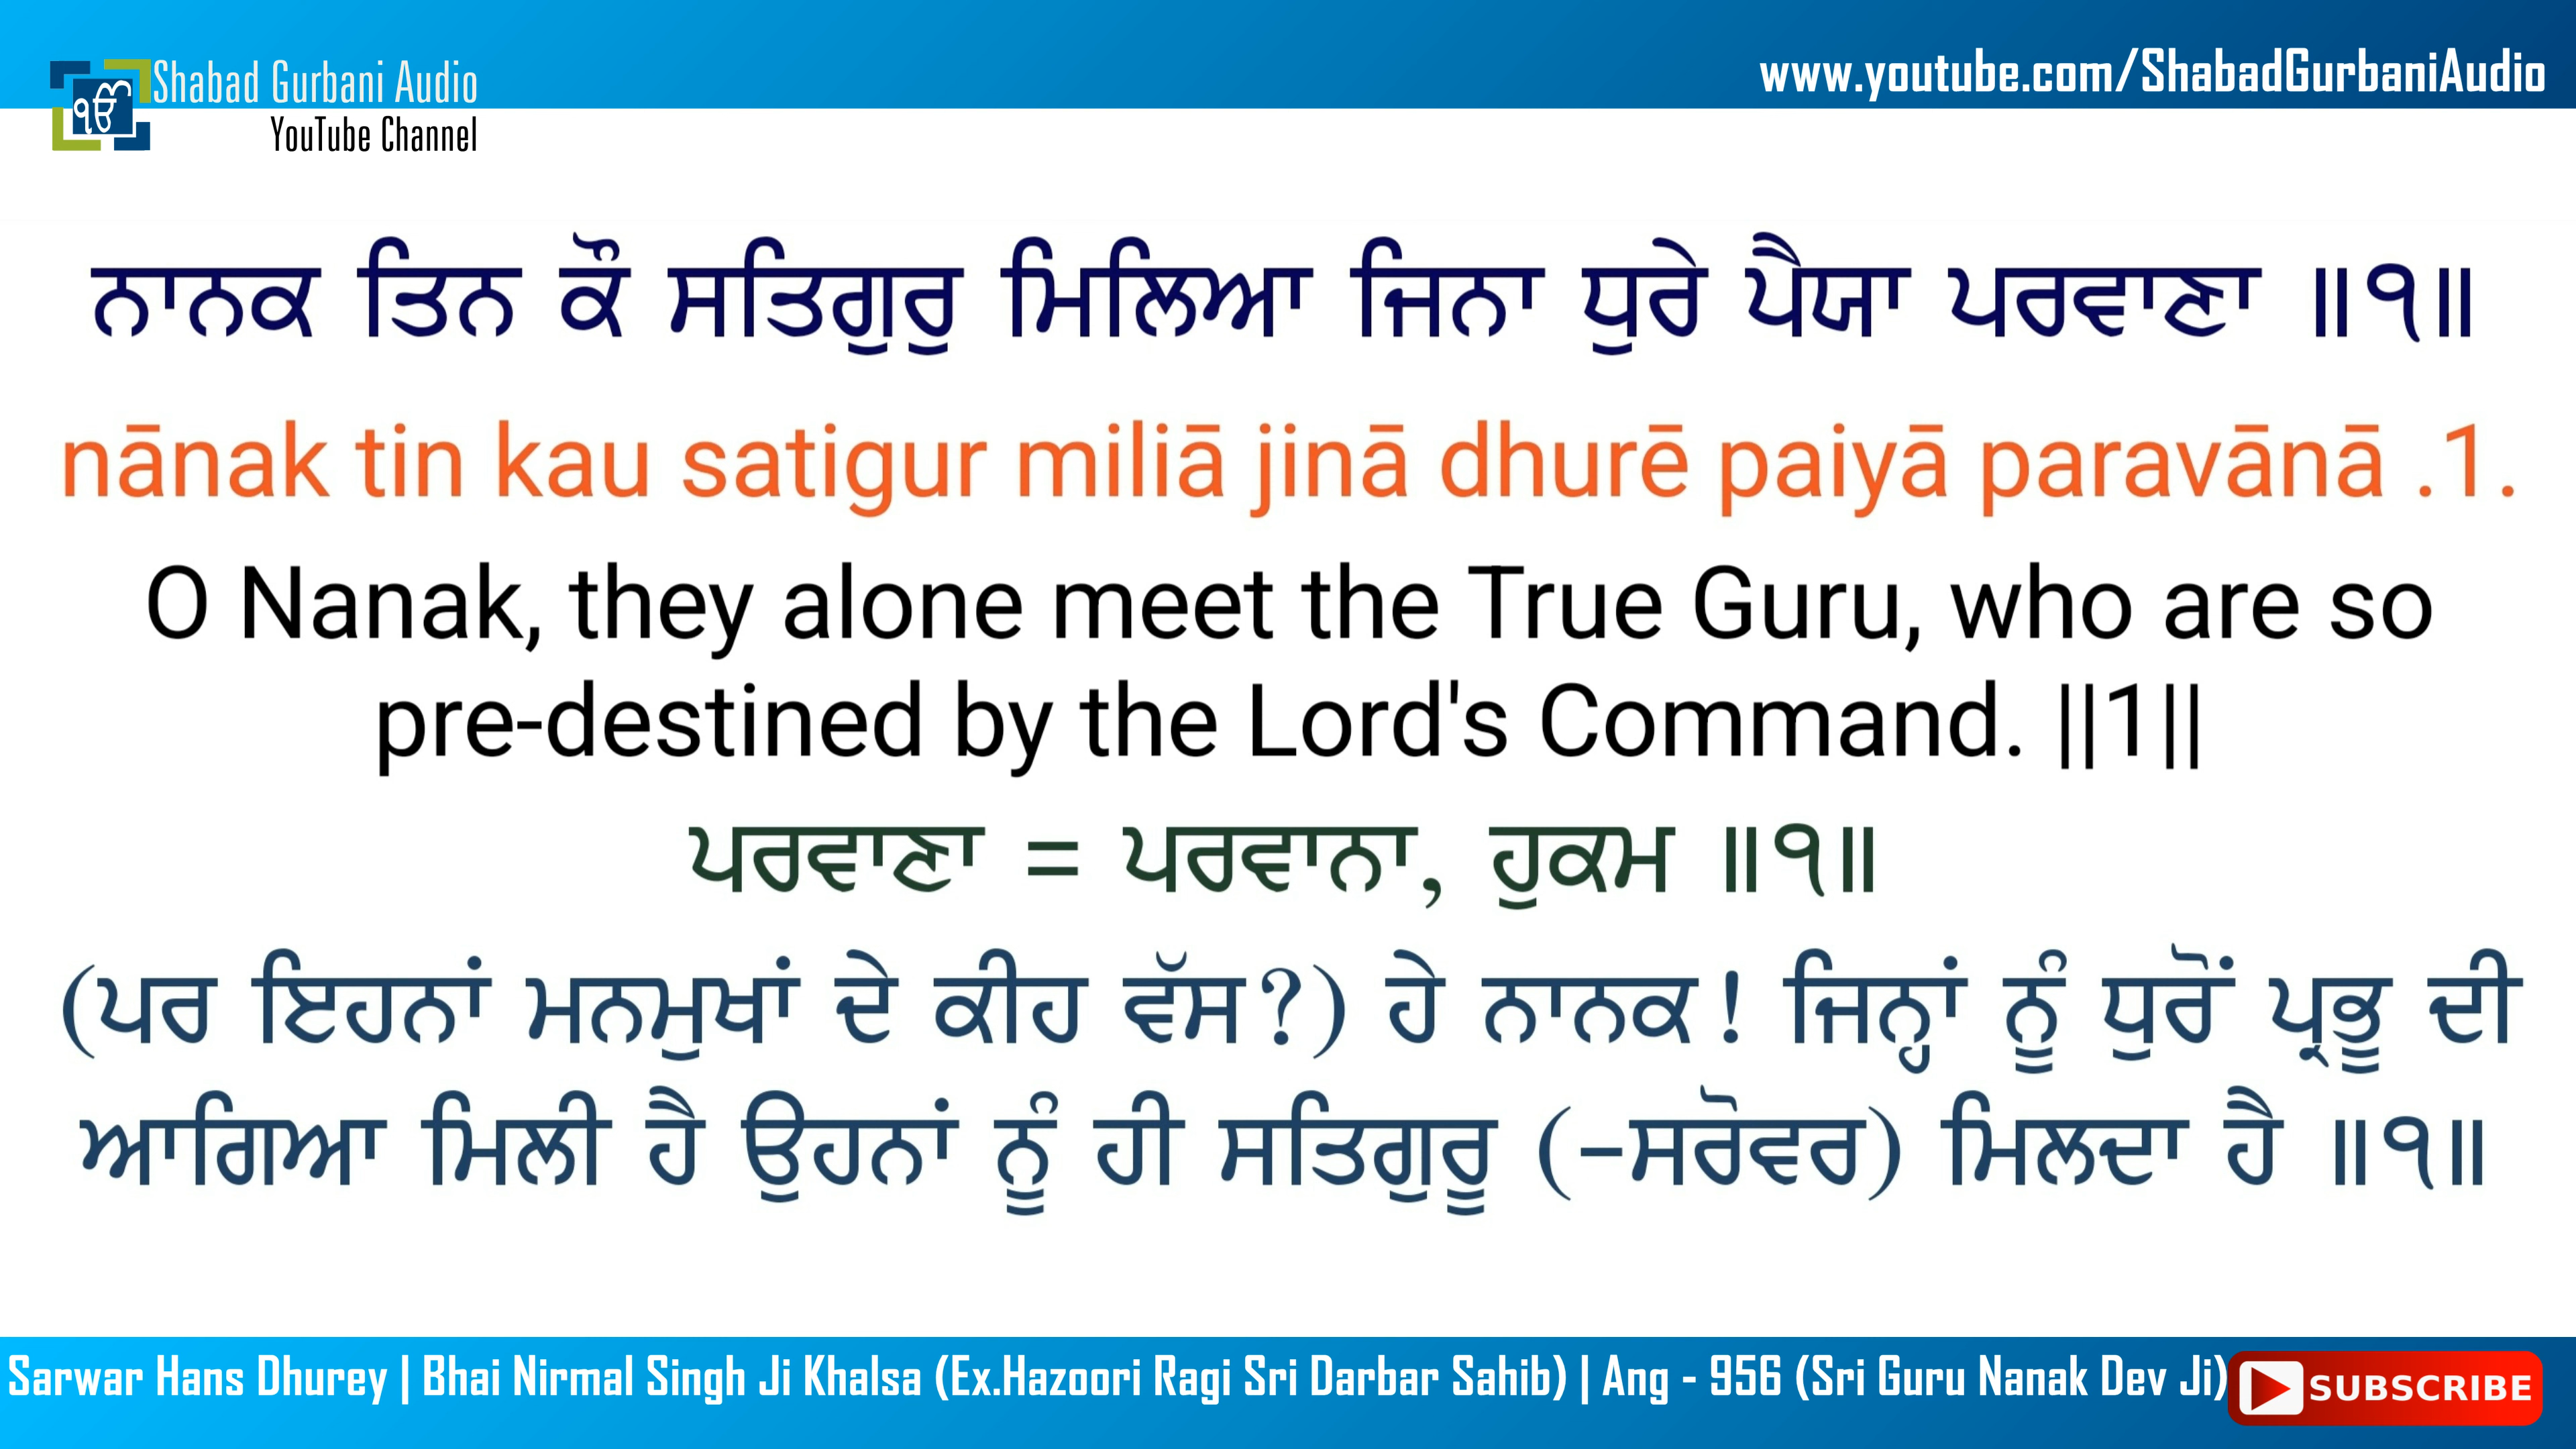 Shabad Gurbani Audio
YouTube Channel
www.youtube.com/ShabadGurbaniAudio
ੴ
ਨਾਨਕ ਤਿਨ ਕੌ ਸਤਿਗੁਰੁ ਮਿਲਿਆ ਜਿਨਾ ਧੁਰੇ ਪੈਯਾ ਪਰਵਾਣਾ ॥੧॥
nānak tin kau satigur miliā jinā dhurē paiyā paravānā .1.
O Nanak, they alone meet the True Guru, who are so
pre-destined by the Lord's Command. ||1||
ਪਰਵਾਣਾ = ਪਰਵਾਨਾ, ਹੁਕਮ ॥੧॥
(ਪਰ ਇਹਨਾਂ ਮਨਮੁਖਾਂ ਦੇ ਕੀਹ ਵੱਸ?) ਹੇ ਨਾਨਕ! ਜਿਨ੍ਹਾਂ ਨੂੰ ਧੁਰੋਂ ਪ੍ਰਭੂ ਦੀ
ਆਗਿਆ ਮਿਲੀ ਹੈ ਉਹਨਾਂ ਨੂੰ ਹੀ ਸਤਿਗੁਰੂ (-ਸਰੋਵਰ) ਮਿਲਦਾ ਹੈ ॥੧॥
Sarwar Hans Dhurey | Bhai Nirmal Singh Ji Khalsa (Ex.Hazoori Ragi Sri Darbar Sahib) | Ang - 956 (Sri Guru Nanak Dev Ji)
SUBSCRIBE